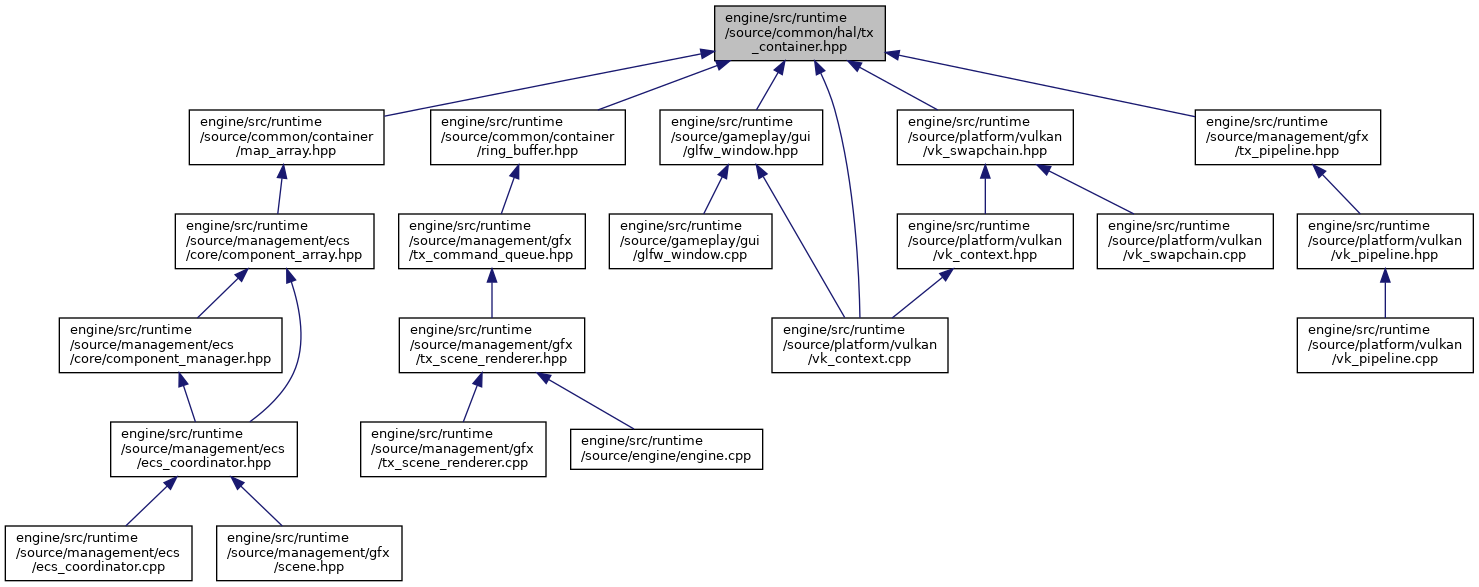 engine/src/runtime
/source/common/hal/tx
_container.hpp
engine/src/runtime
/source/common/container
/map_array.hpp
engine/src/runtime
/source/common/container
/ring_buffer.hpp
engine/src/runtime
/source/gameplay/gui
/glfw_window.hpp
engine/src/runtime
/source/platform/vulkan
/vk_swapchain.hpp
engine/src/runtime
/source/management/gfx
/tx_pipeline.hpp
engine/src/runtime
/source/management/ecs
/core/component_array.hpp
engine/src/runtime
/source/management/gfx
/tx_command_queue.hpp
engine/src/runtime
/source/gameplay/gui
/glfw_window.cpp
engine/src/runtime
/source/platform/vulkan
/vk_context.hpp
engine/src/runtime
/source/platform/vulkan
/vk_swapchain.cpp
engine/src/runtime
/source/platform/vulkan
/vk_pipeline.hpp
engine/src/runtime
/source/management/ecs
/core/component_manager.hpp
engine/src/runtime
/source/management/gfx
/tx_scene_renderer.hpp
engine/src/runtime
/source/platform/vulkan
/vk_context.cpp
engine/src/runtime
/source/platform/vulkan
/vk_pipeline.cpp
engine/src/runtime
/source/management/ecs
/ecs_coordinator.hpp
engine/src/runtime
/source/management/gfx
/tx_scene_renderer.cpp
engine/src/runtime
/source/engine/engine.cpp
engine/src/runtime
/source/management/ecs
/ecs_coordinator.cpp
engine/src/runtime
/source/management/gfx
/scene.hpp